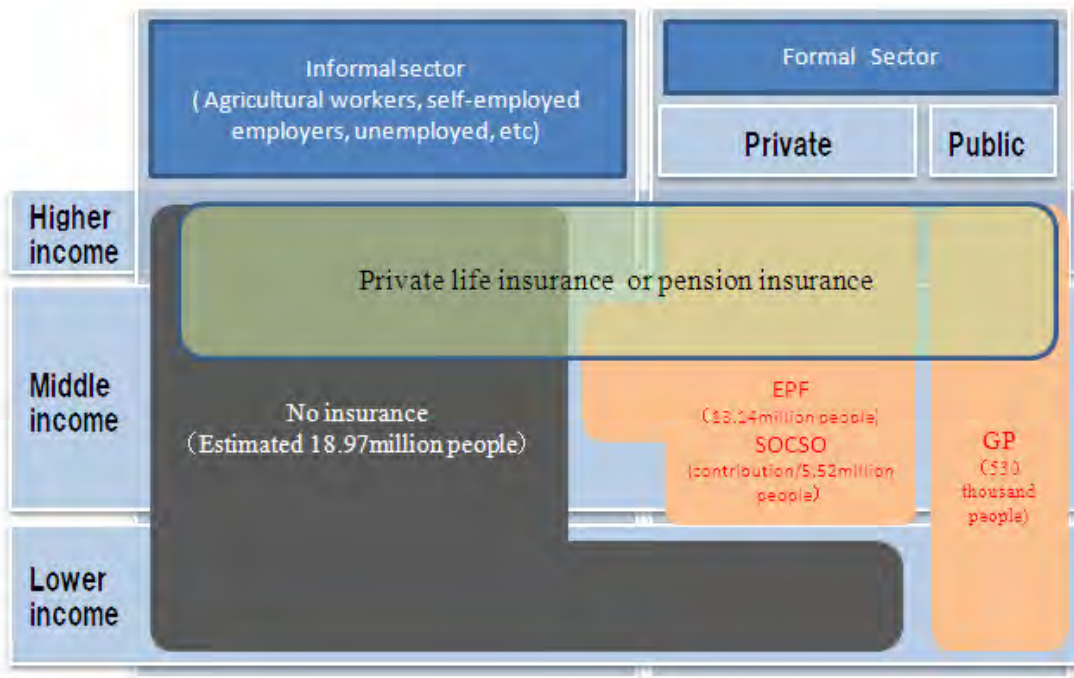 Informal sector
( Agricultural workers, self-employed
employers, unemployed, etc)
Formal Sector
Private
Public
Higher
income
Private life insurance or pension insurance
Middle
income
No insurance
(Estimated 18.97million people)
EPF
(13.14million people)
SOCSO
(contribution/5.52million
people)
GP
(530
thousand
people)
Lower
income